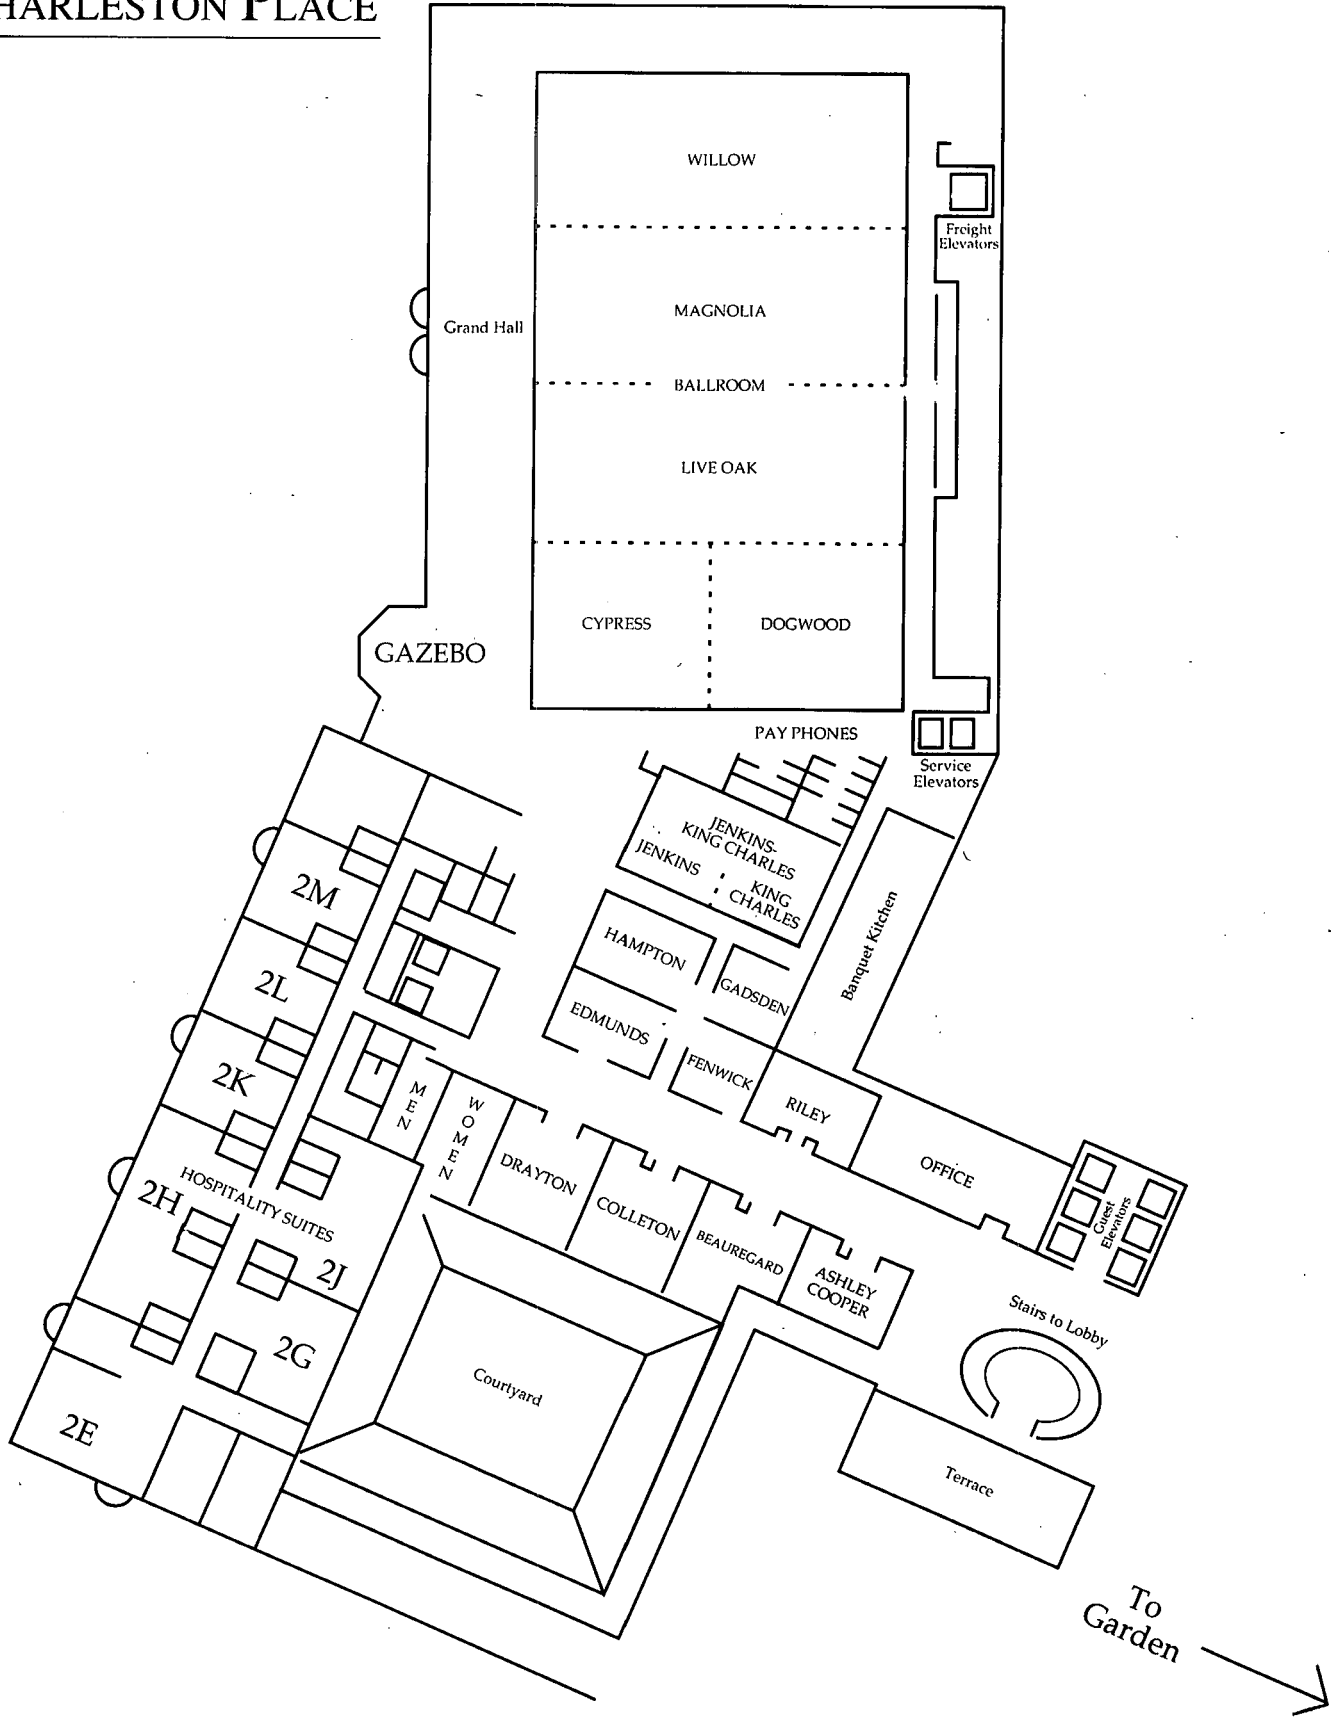 HARLESTON PLACE
WILLOW
Freight
Elevators
MAGNOLIA
Grand Hall
BALLROOM
LIVE OAK
CYPRESS
DOGWOOD
GAZEBO
PAY PHONES
Service
Elevators
JENKINS-
KING CHARLES
JENKINS
KING
CHARLES
2M
HAMPTON
Banquet Kitchen
2L
GADSDEN
EDMUNDS
2K
FENWICK
MEN
WOMEN
RILEY
DRAYTON
OFFICE
HOSPITALITY SUITES
2H
COLLETON
Guest
Elevators
BEAUREGARD
2J
ASHLEY
COOPER
Stairs to Lobby
2G
Courtyard
2E
Terrace
To
Garden